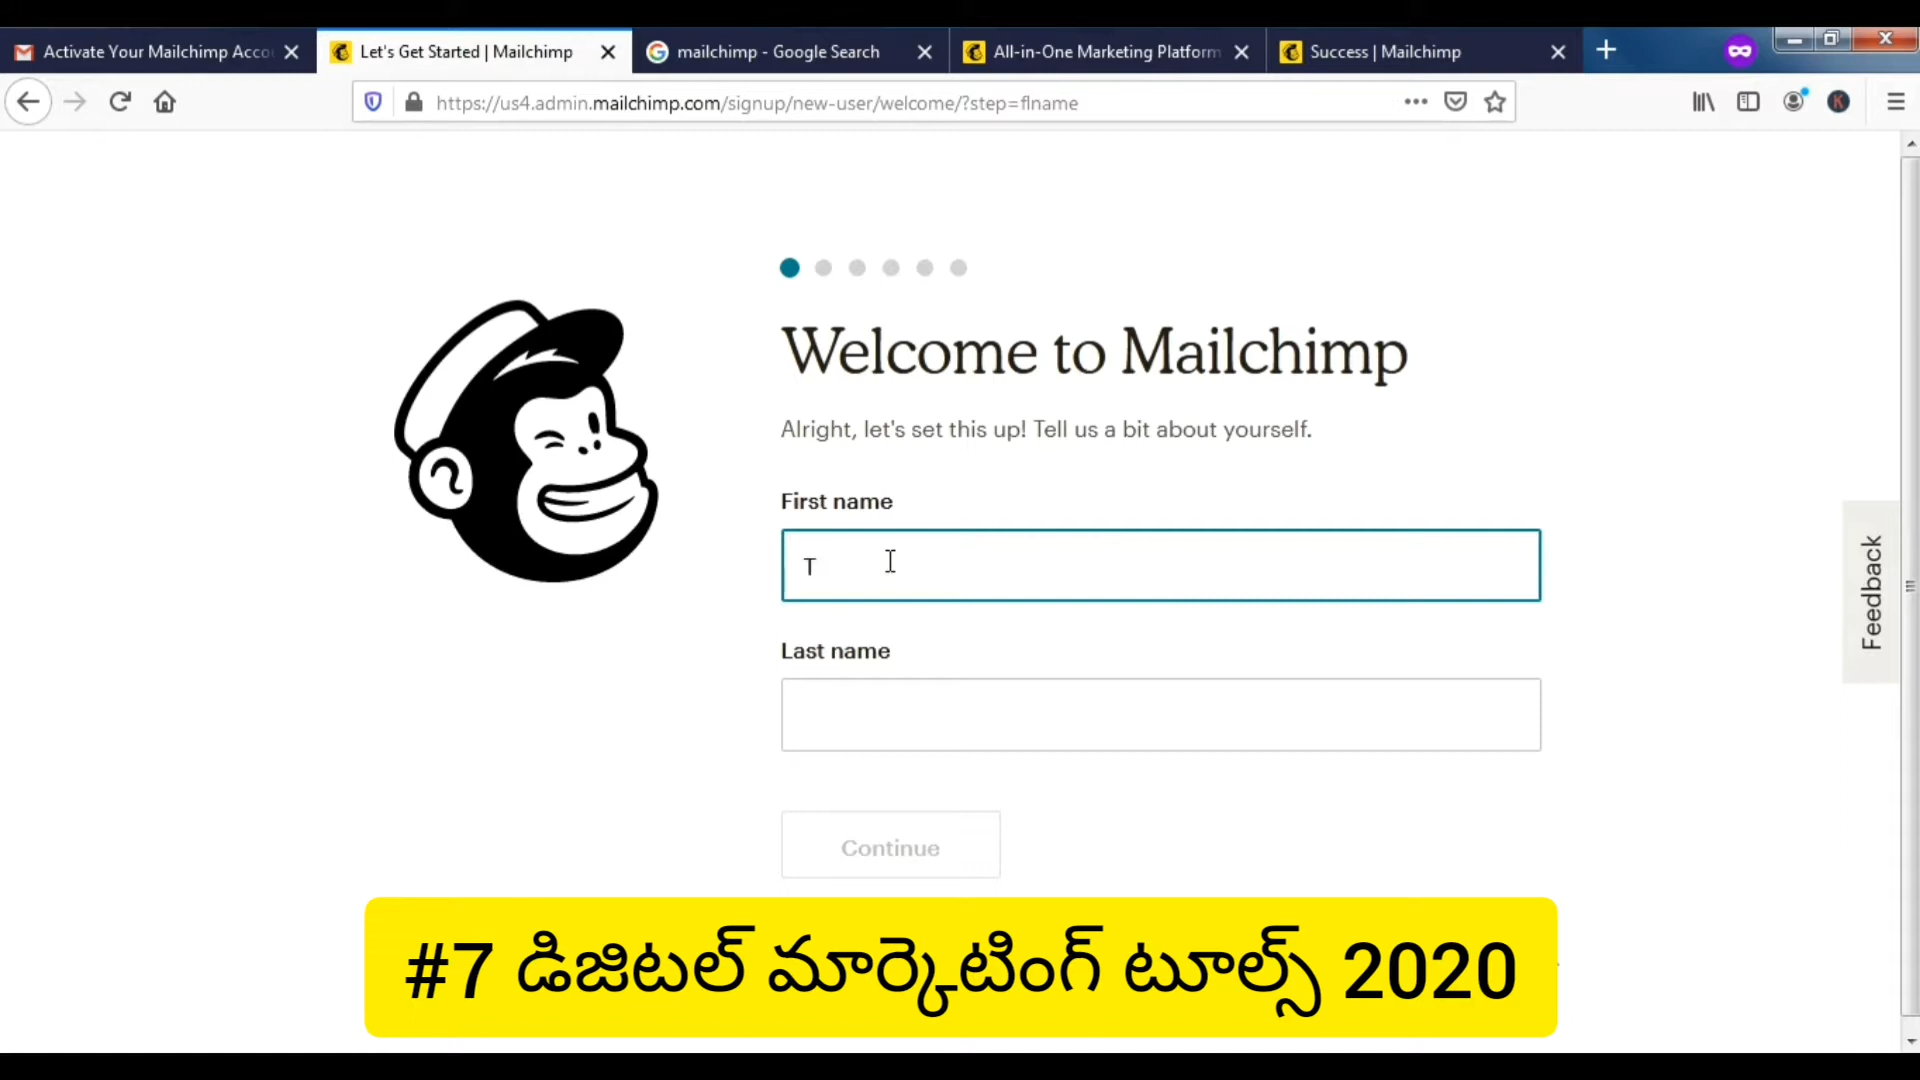 Activate Your Mailchimp Acco
Let's Get Started | Mailchimp
mailchimp - Google Search
All-in-One Marketing Platform
Success | Mailchimp
https://us4.admin.mailchimp.com/signup/new-user/welcome/?step=flname
K
Welcome to Mailchimp
Alright, let's set this up! Tell us a bit about yourself.
First name
T
Last name
Continue
Feedback
#7 డిజిటల్ మార్కెటింగ్ టూల్స్ 2020